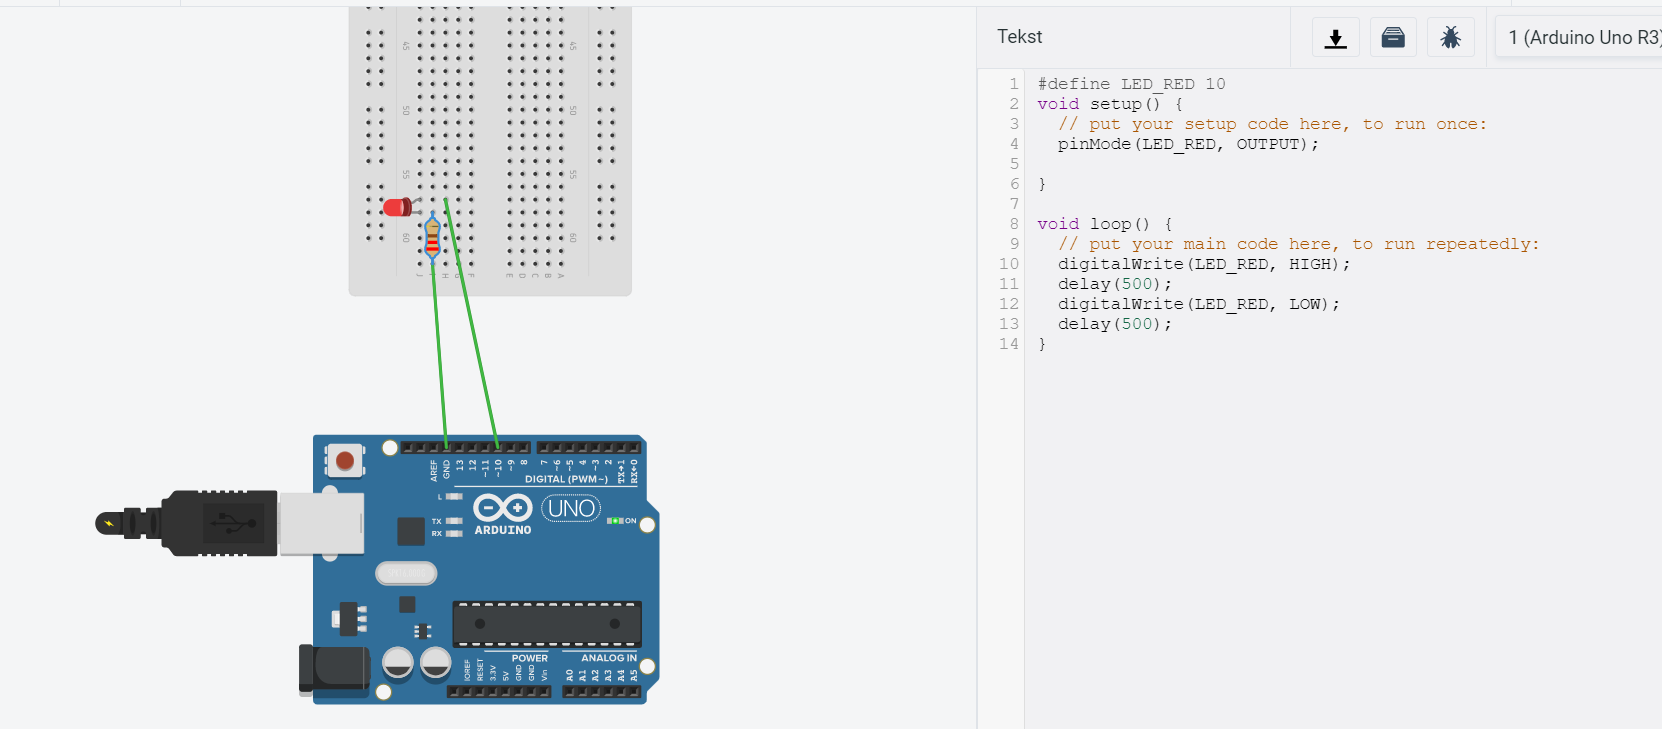 Tekst
1 (Arduino Uno R3)
1 #define LED_RED 10
2 void setup() {
3 // put your setup code here, to run once:
4 pinMode(LED_RED, OUTPUT);
5
6 }
7
8 void loop() {
9 // put your main code here, to run repeatedly:
10 digitalWrite(LED_RED, HIGH);
11 delay(500);
12 digitalWrite(LED_RED, LOW);
13 delay(500);
14 }
45 45
50 50
55 55
60 60
J H G F E D C B A
AREF GND 13 12 ~11 ~10 ~9 8 7 ~6 ~5 4 ~3 2 TX→1 RX←0
DIGITAL (PWM~)
L
TX
RX
ARDUINO
UNO
ON
POWER
ANALOG IN
IOREF RESET 3.3V 5V GND GND Vin A0 A1 A2 A3 A4 A5